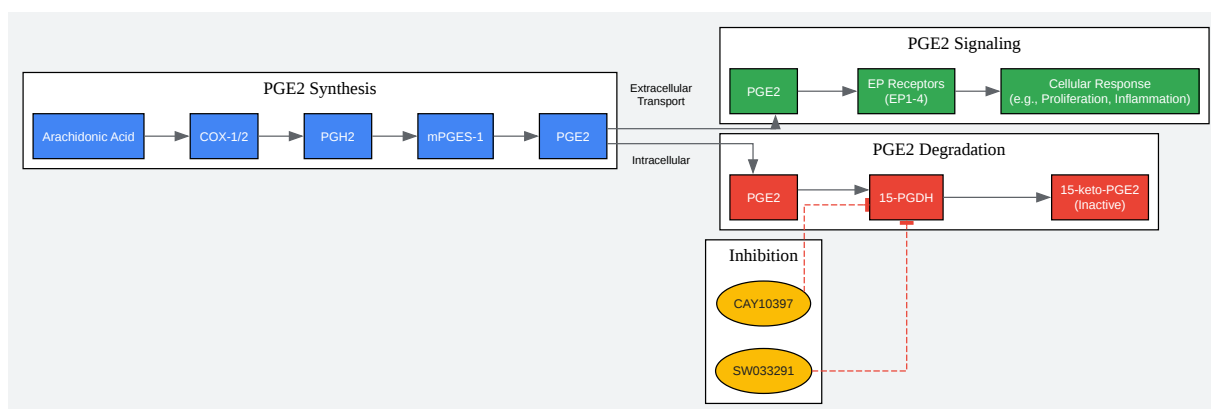 PGE2 Synthesis
Arachidonic Acid
COX-1/2
PGH2
mPGES-1
PGE2
Extracellular
Transport
Intracellular
PGE2 Signaling
PGE2
EP Receptors
(EP1-4)
Cellular Response
(e.g., Proliferation, Inflammation)
PGE2 Degradation
PGE2
15-PGDH
15-keto-PGE2
(Inactive)
Inhibition
CAY10397
SW033291